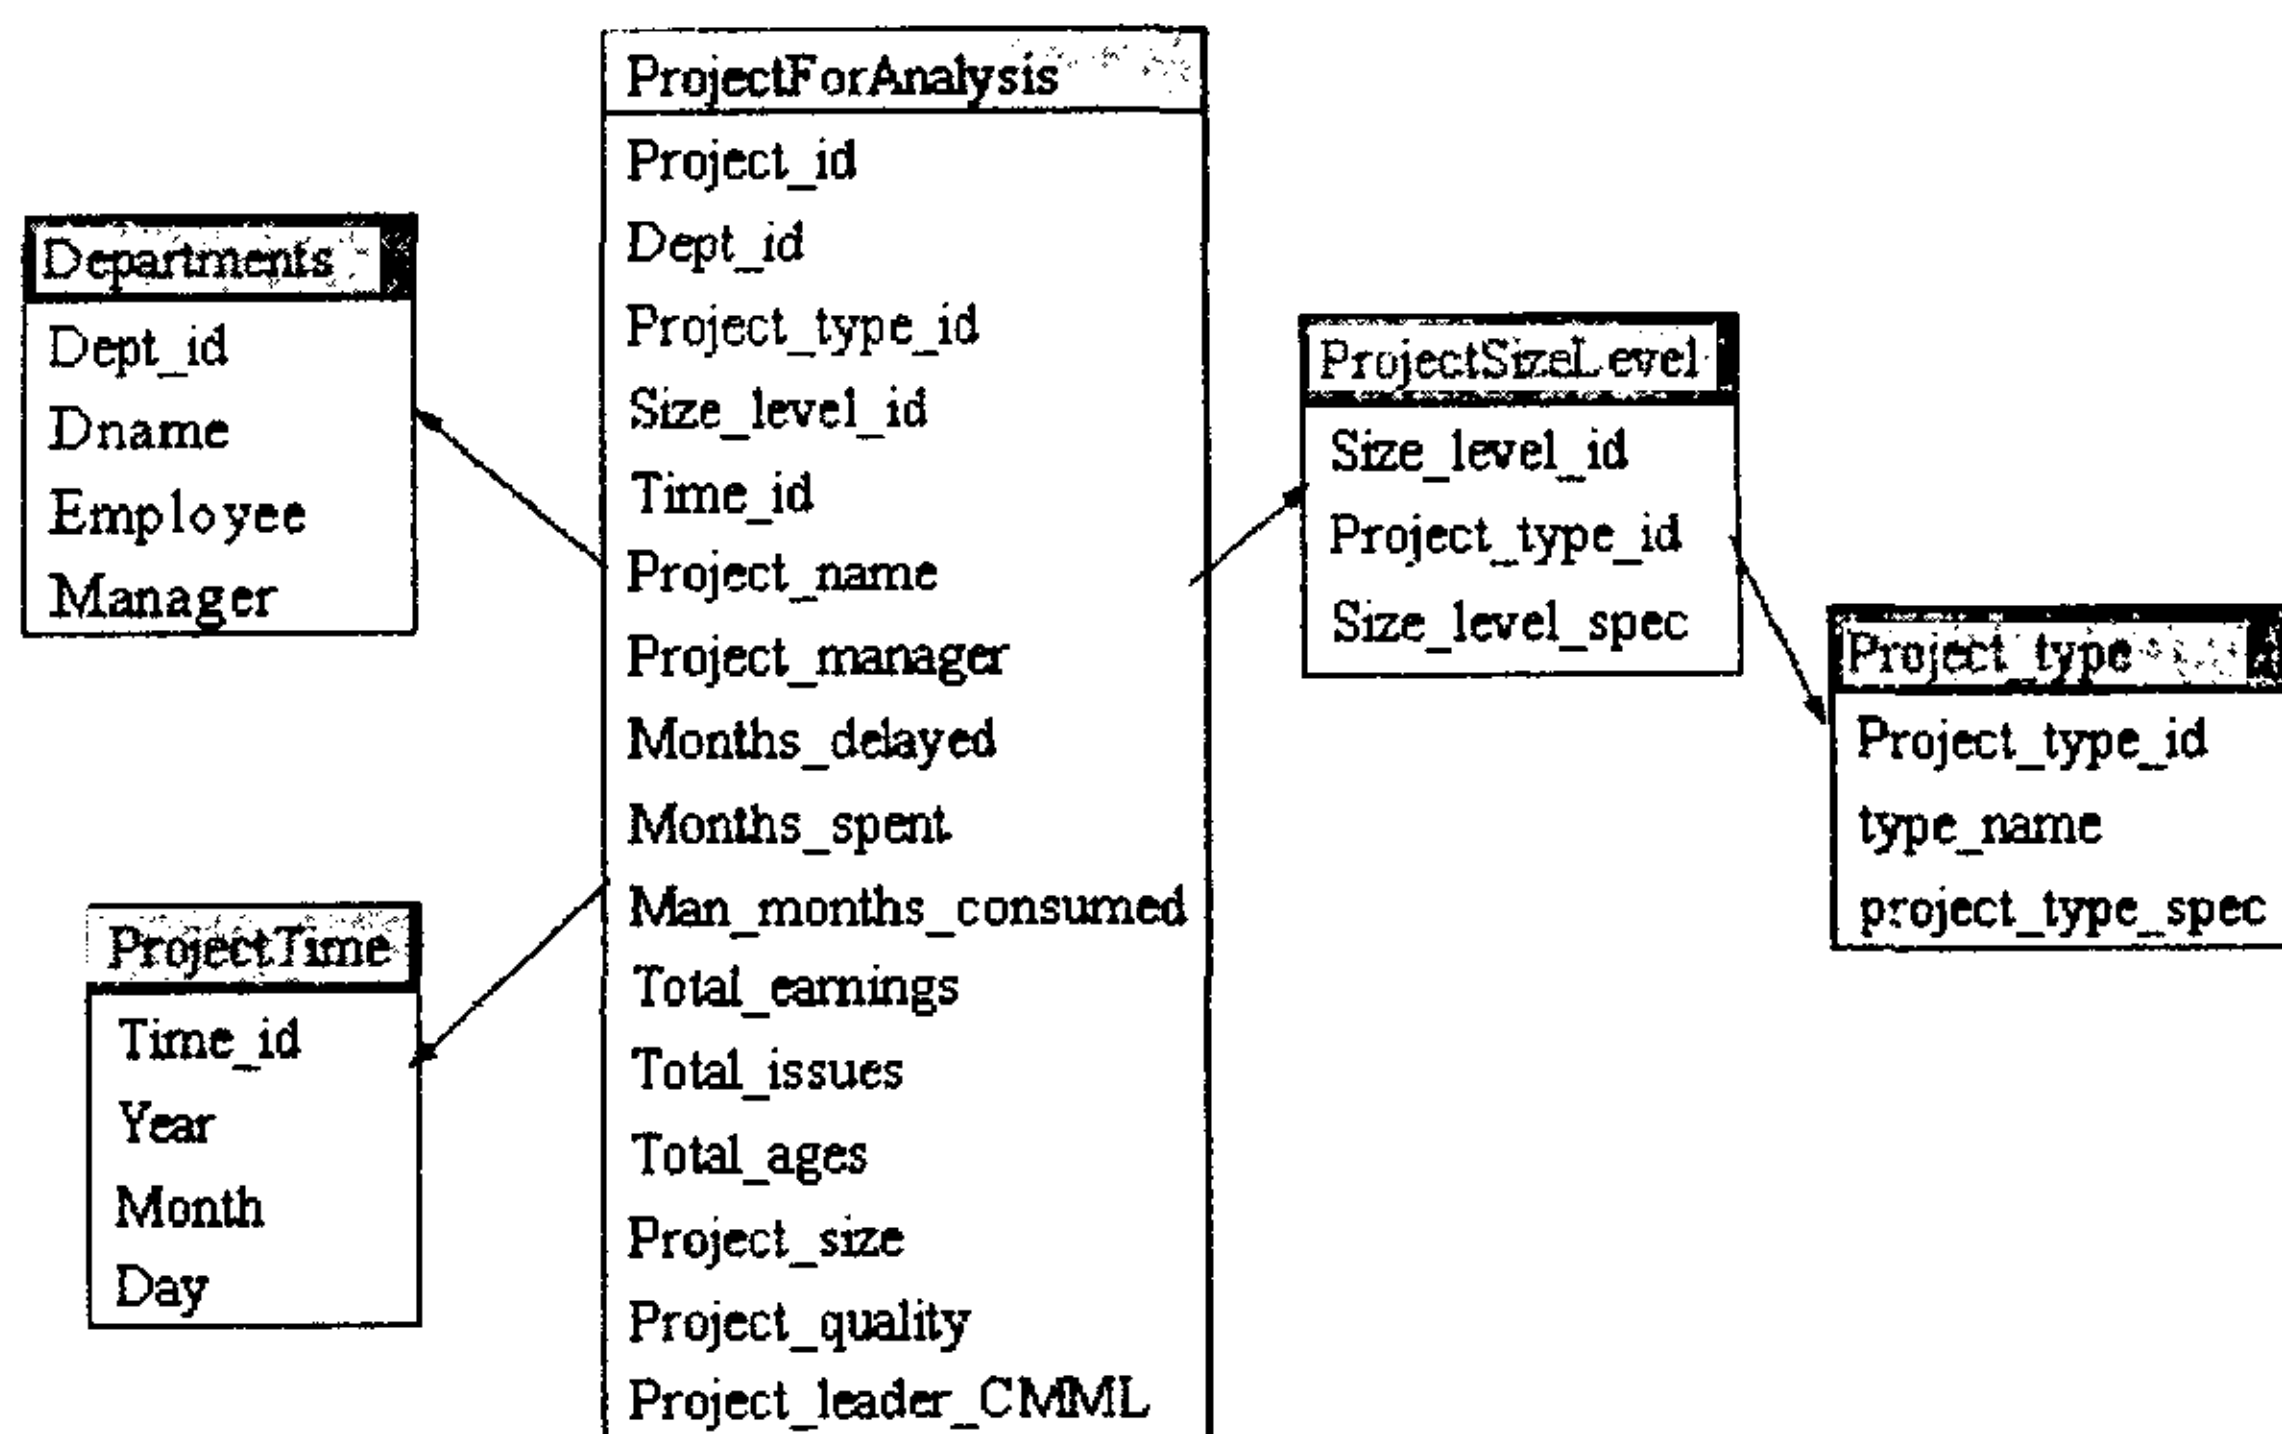 ProjectForAnalysis
Project_id
Dept_id
Project_type_id
Size_level_id
Time_id
Project_name
Project_manager
Months_delayed
Months_spent
Man_months_consumed
Total_earnings
Total_issues
Total_ages
Project_size
Project_quality
Project_leader_CMML
Departments
Dept_id
Dname
Employee
Manager
ProjectTime
Time_id
Year
Month
Day
ProjectSizeLevel
Size_level_id
Project_type_id
Size_level_spec
Project_type
Project_type_id
type_name
project_type_spec